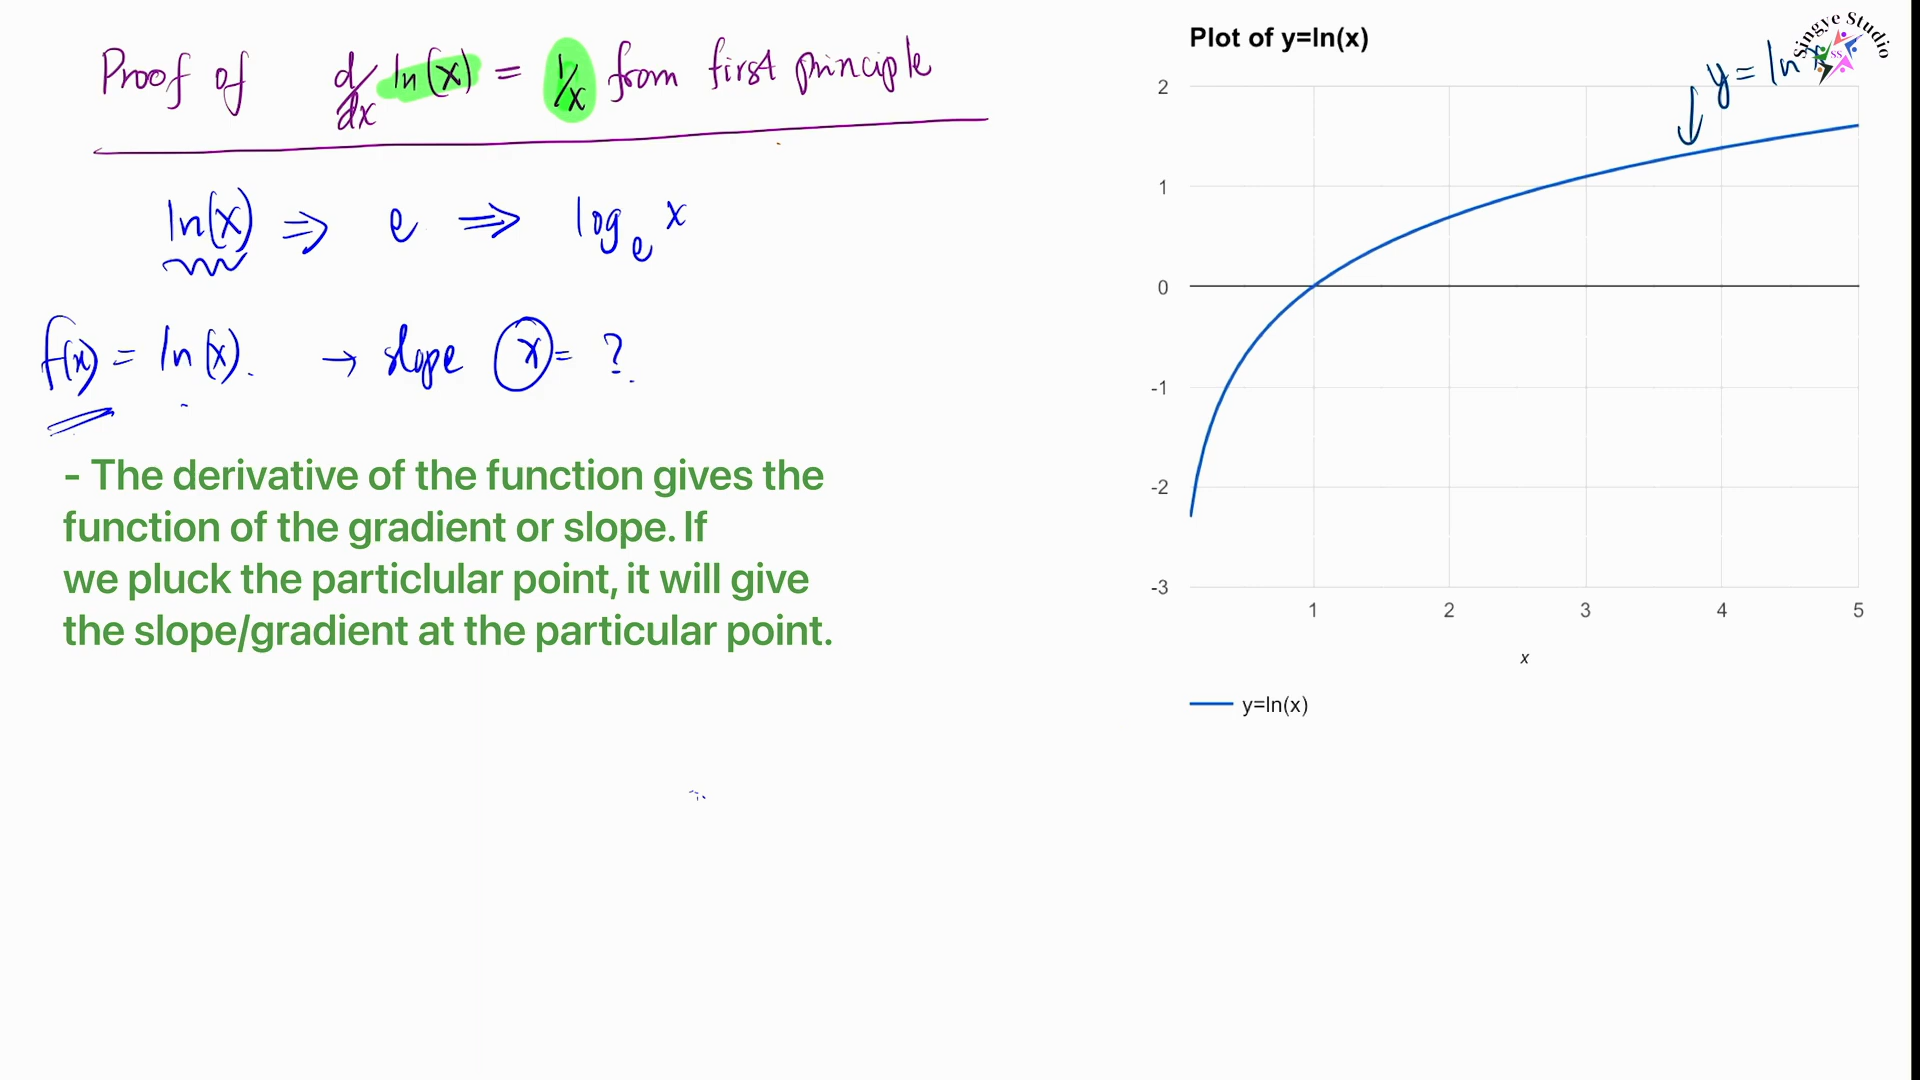 Proof of d/dx ln(x) = 1/x from first principle
ln(x) ⇒ e ⇒ log_e x
f(x) = ln(x). → slope x = ?
- The derivative of the function gives the
function of the gradient or slope. If
we pluck the particlular point, it will give
the slope/gradient at the particular point.
Plot of y=ln(x)
Singye Studio
SS
y = ln x
2
1
0
-1
-2
-3
1 2 3 4 5
x
y=ln(x)